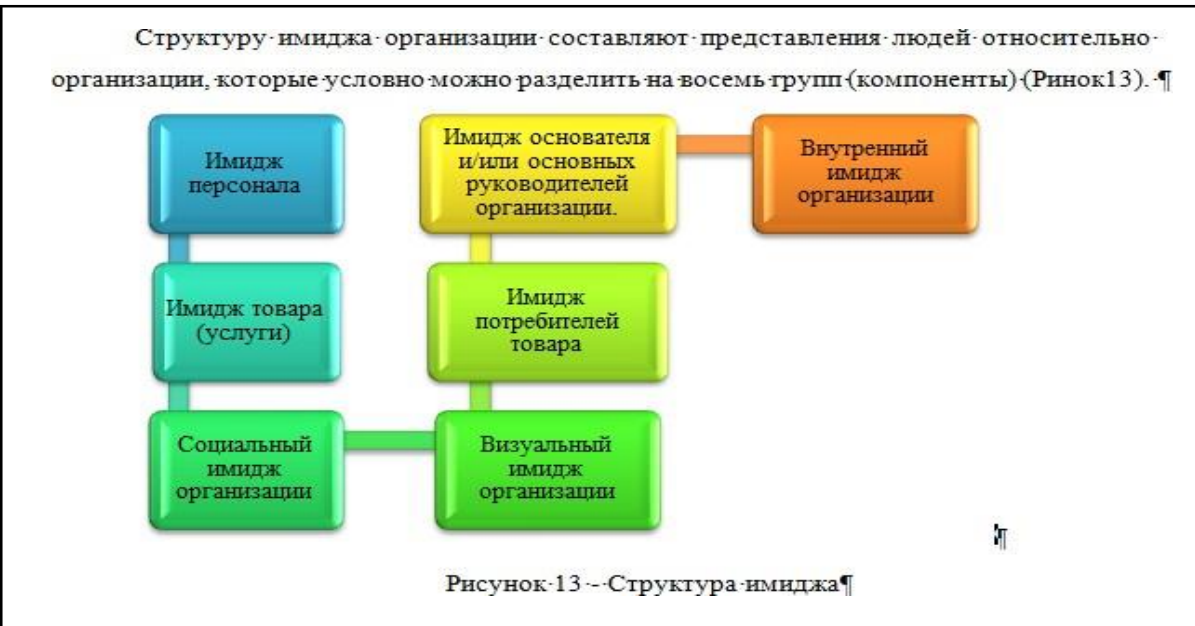 Структуру·имиджа·организации·составляют·представления·людей·относительно·
организации,·которые·условно·можно·разделить·на·восемь·групп·(компоненты)·(Ринок13).·¶
Имидж
персонала
Имидж товара
(услуги)
Социальный
имидж
организации
Визуальный
имидж
организации
Имидж
потребителей
товара
Имидж основателя
и/или основных
руководителей
организации.
Внутренний
имидж
организации
¶
Рисунок·13·-·Структура·имиджа¶